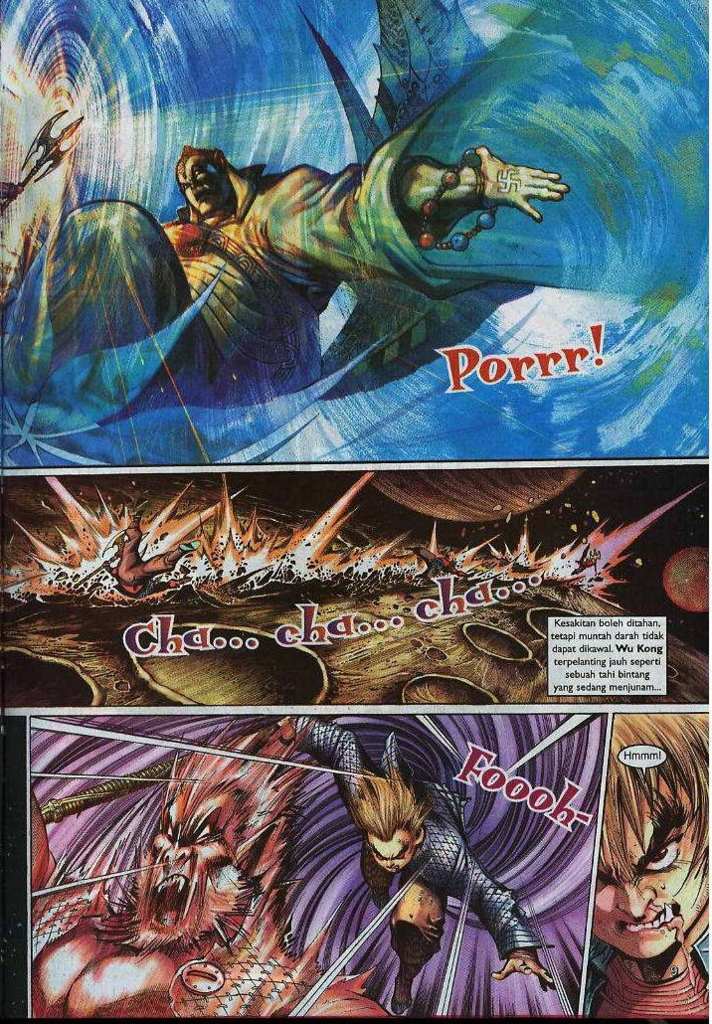 Porrr!
Cha... cha... cha...
Kesakitan boleh ditahan,
tetapi muntah darah tidak
dapat dikawal. Wu Kong
terpelanting jauh seperti
sebuah tahi bintang
yang sedang menjunam...
Foooh-
Hmmm!